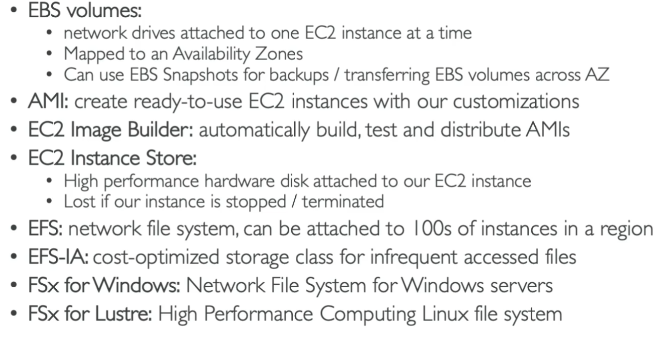 • EBS volumes:
• network drives attached to one EC2 instance at a time
• Mapped to an Availability Zones
• Can use EBS Snapshots for backups / transferring EBS volumes across AZ
• AMI: create ready-to-use EC2 instances with our customizations
• EC2 Image Builder: automatically build, test and distribute AMIs
• EC2 Instance Store:
• High performance hardware disk attached to our EC2 instance
• Lost if our instance is stopped / terminated
• EFS: network file system, can be attached to 100s of instances in a region
• EFS-IA: cost-optimized storage class for infrequent accessed files
• FSx for Windows: Network File System for Windows servers
• FSx for Lustre: High Performance Computing Linux file system